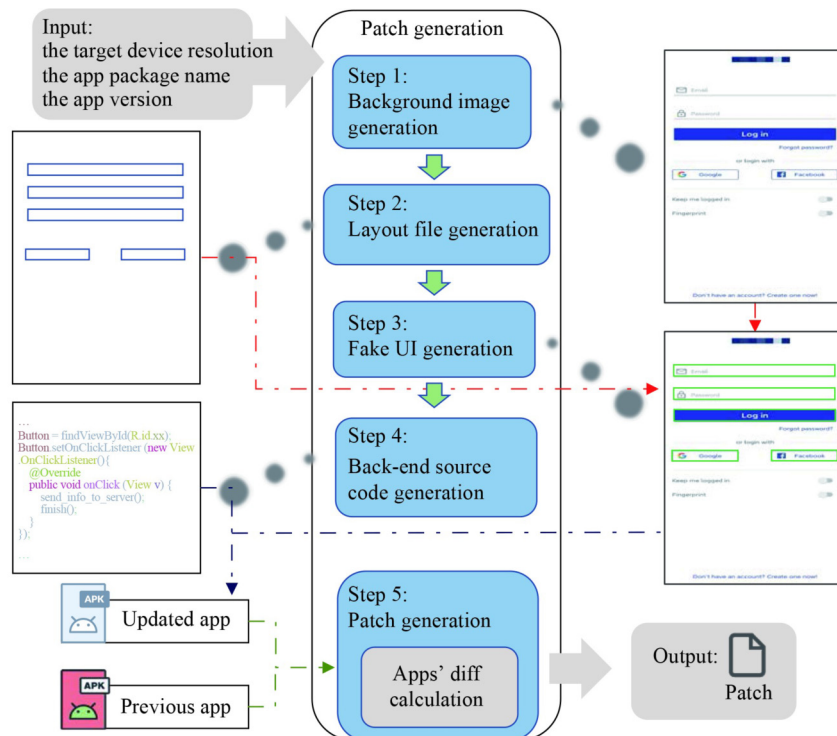 Input:
the target device resolution
the app package name
the app version
Patch generation
Step 1:
Background image
generation
Step 2:
Layout file generation
Step 3:
Fake UI generation
Step 4:
Back-end source
code generation
Step 5:
Patch generation
Apps' diff
calculation
Email
Password
Log in
Forgot password?
or login with
Google
Facebook
Keep me logged in
Fingerprint
Don't have an account? Create one now!
Email
Password
Log in
Forgot password?
or login with
Google
Facebook
Keep me logged in
Fingerprint
Don't have an account? Create one now!
...
Button = findViewById(R.id.xx);
Button.setOnClickListener (new View
.OnClickListener(){
@Override
public void onClick (View v) {
send_info_to_server();
finish();
}
});
...
APK
Updated app
APK
Previous app
Output:
Patch